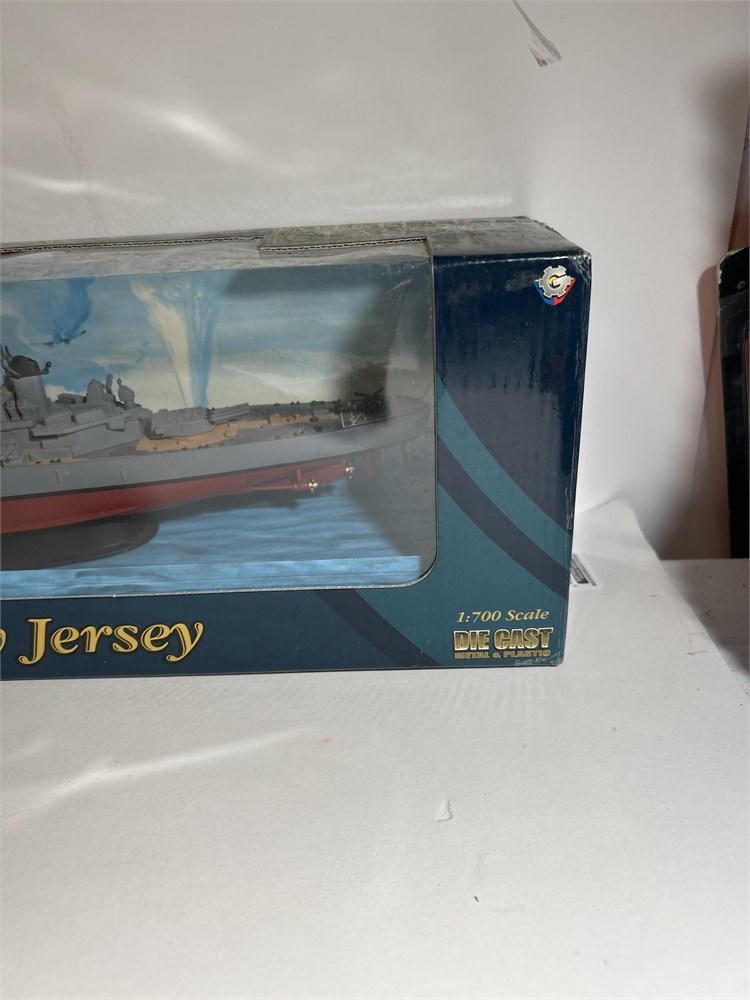 Jersey
1:700 Scale
DIE CAST
METAL & PLASTIC